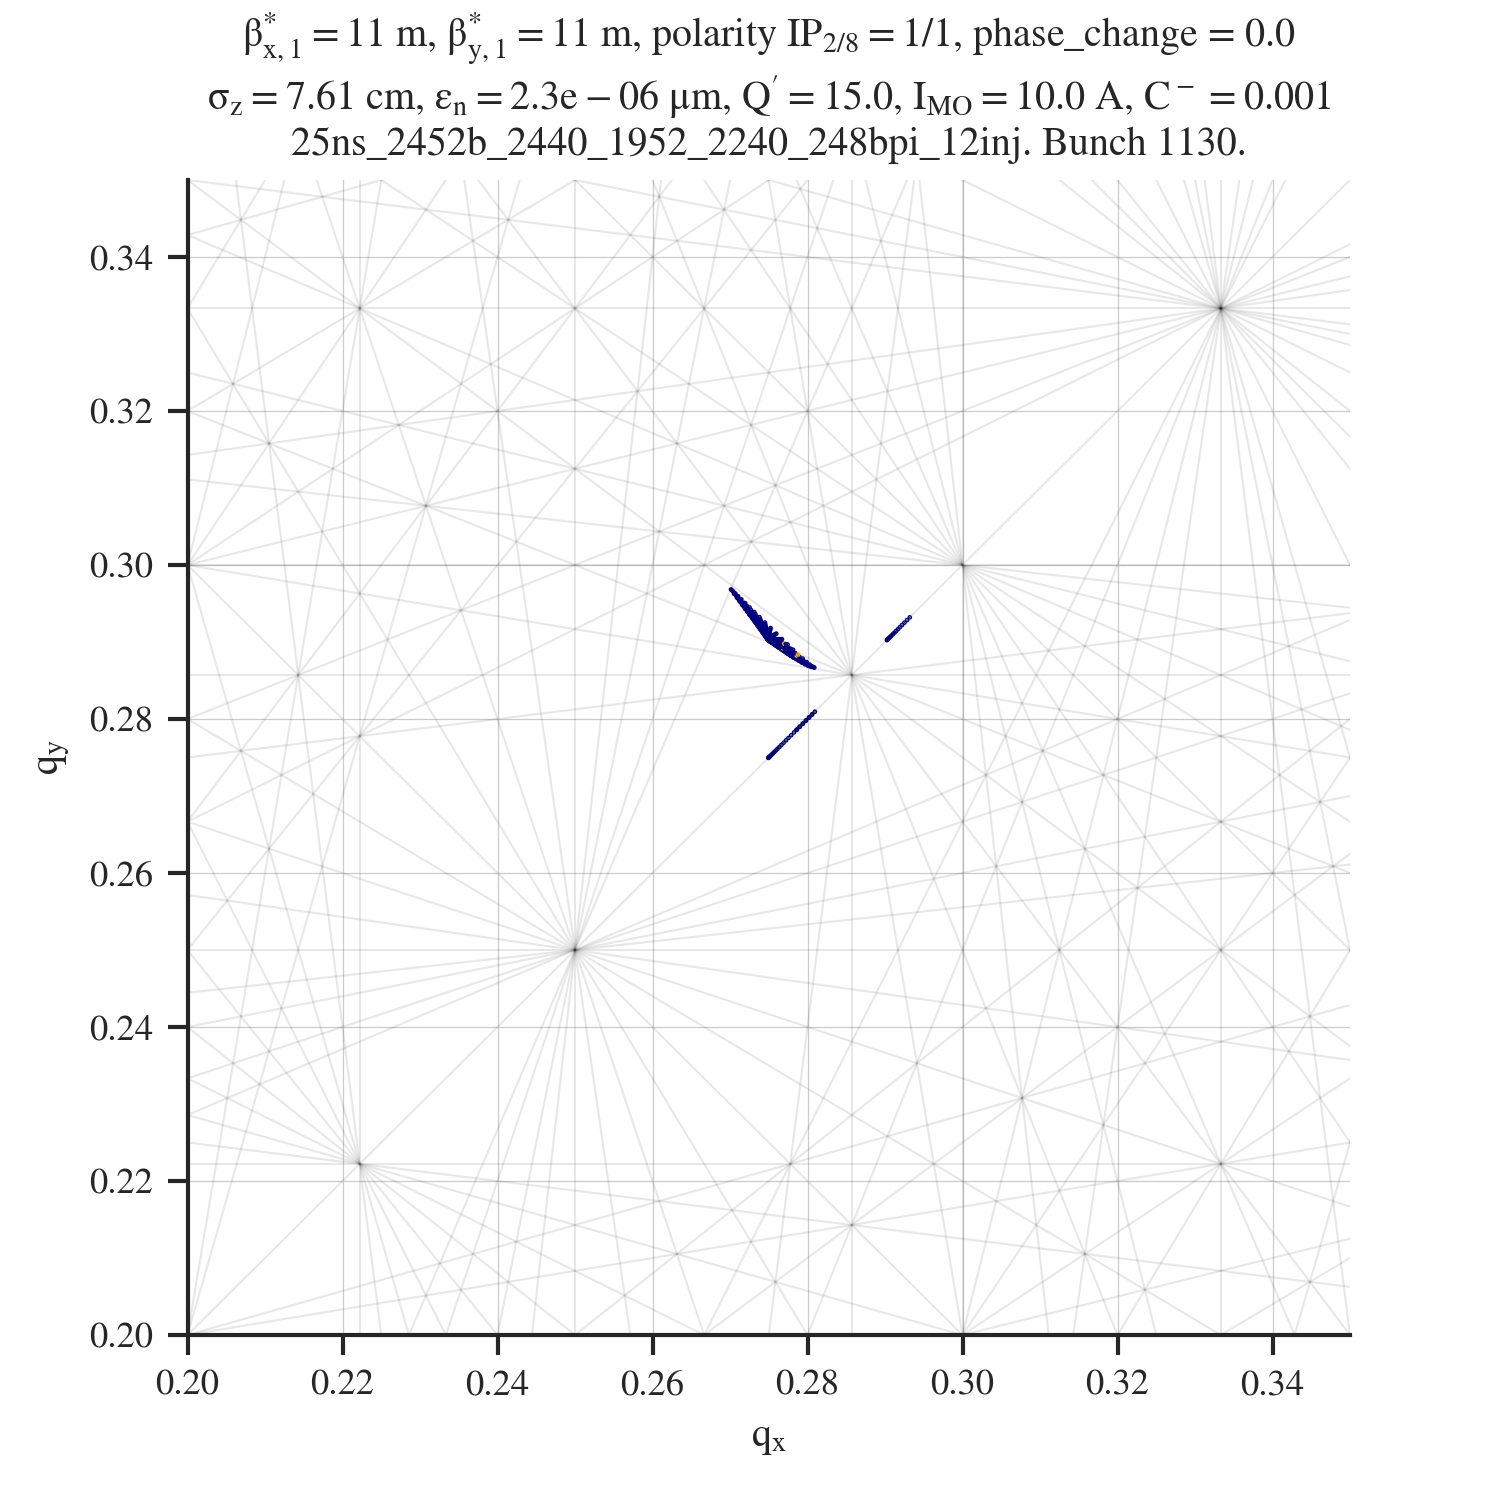 β*x, 1 = 11 m, β*y, 1 = 11 m, polarity IP2/8 = 1/1, phase_change = 0.0
σz = 7.61 cm, εn = 2.3e − 06 μm, Q′ = 15.0, IMO = 10.0 A, C− = 0.001
25ns_2452b_2440_1952_2240_248bpi_12inj. Bunch 1130.
0.34
0.32
0.30
0.28
0.26
0.24
0.22
0.20
qy
0.20 0.22 0.24 0.26 0.28 0.30 0.32 0.34
qx